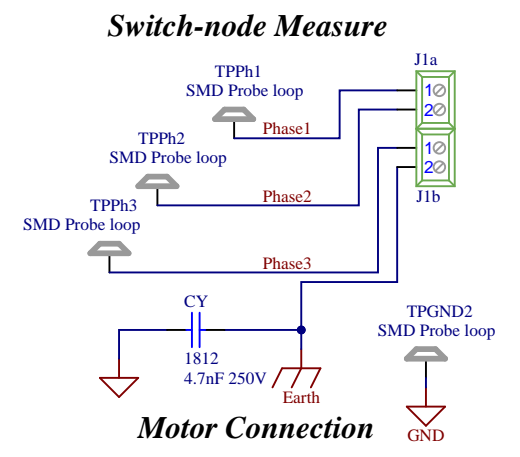 Switch-node Measure
J1a
TPPh1
SMD Probe loop
1
2
Phase1
TPPh2
SMD Probe loop
1
2
J1b
Phase2
TPPh3
SMD Probe loop
Phase3
CY
1812
4.7nF 250V
Earth
TPGND2
SMD Probe loop
GND
Motor Connection